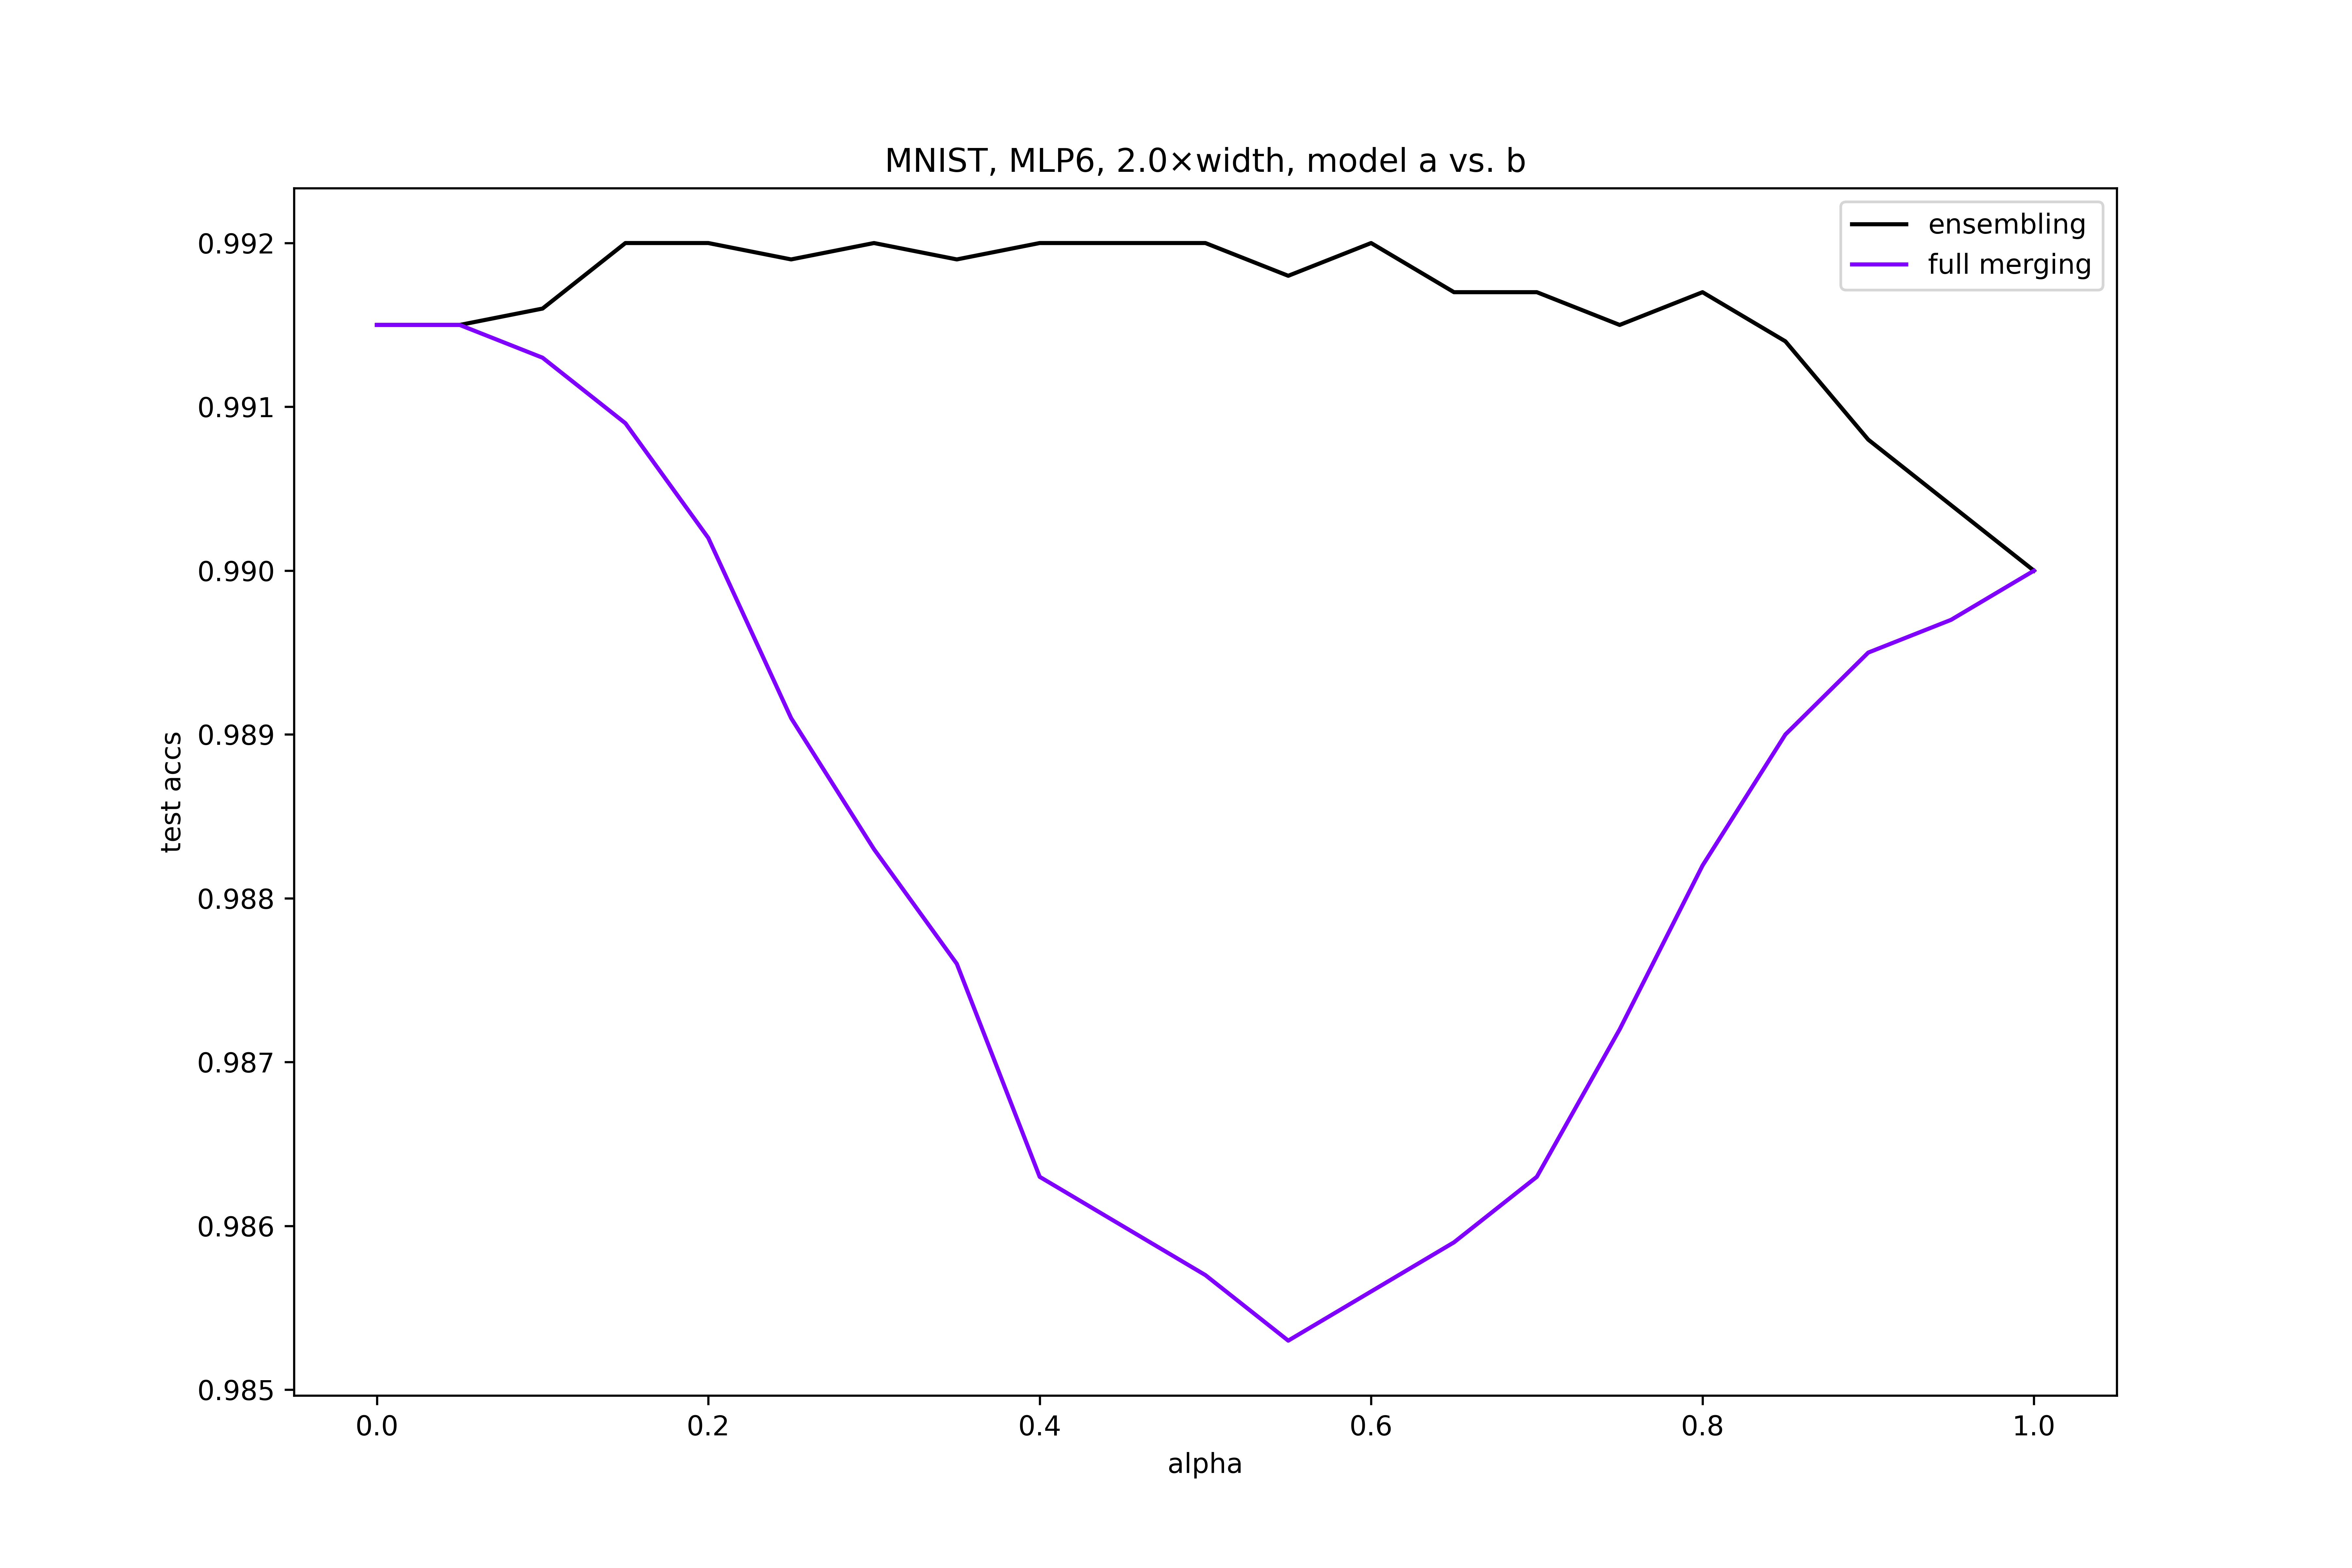 MNIST, MLP6, 2.0×width, model a vs. b
ensembling
full merging
0.992
0.991
0.990
0.989
0.988
0.987
0.986
0.985
test accs
0.0 0.2 0.4 0.6 0.8 1.0
alpha